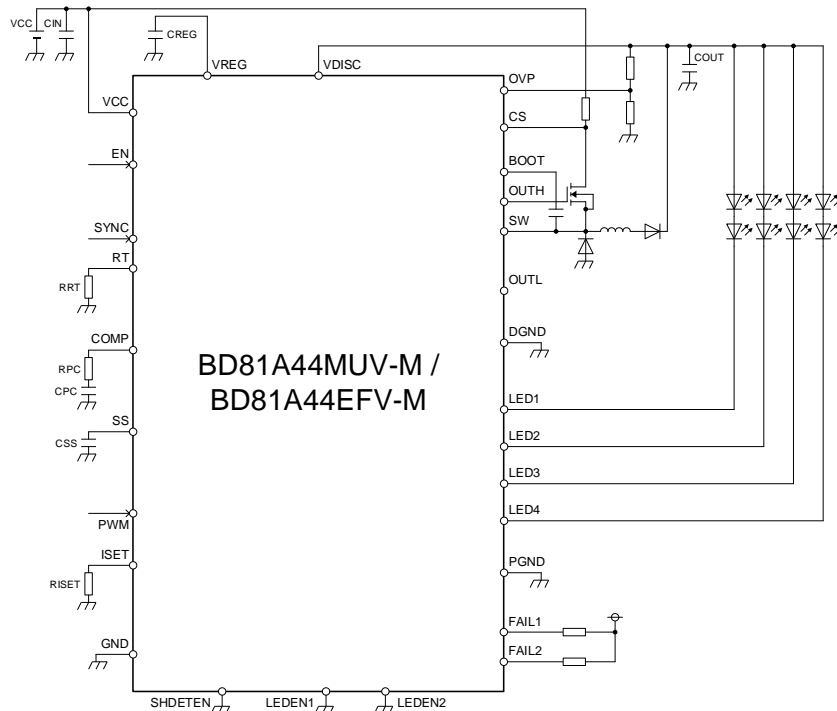 VCC
CIN
CREG
COUT
VREG
VDISC
OVP
VCC
CS
EN
BOOT
OUTH
SYNC
SW
RT
RRT
OUTL
COMP
DGND
RPC
CPC
BD81A44MUV-M /
BD81A44EFV-M
LED1
SS
CSS
LED2
LED3
LED4
PWM
ISET
PGND
RISET
FAIL1
GND
FAIL2
SHDETEN
LEDEN1
LEDEN2